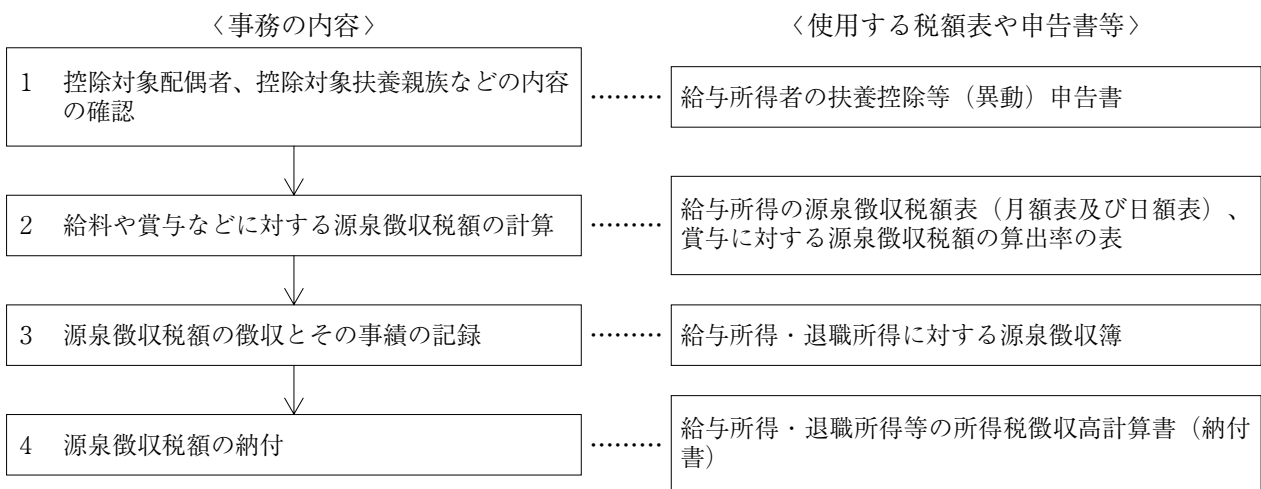 〈事務の内容〉
〈使用する税額表や申告書等〉
1 控除対象配偶者、控除対象扶養親族などの内容
の確認
………
給与所得者の扶養控除等（異動）申告書
2 給料や賞与などに対する源泉徴収税額の計算
………
給与所得の源泉徴収税額表（月額表及び日額表）、
賞与に対する源泉徴収税額の算出率の表
3 源泉徴収税額の徴収とその事績の記録
………
給与所得・退職所得に対する源泉徴収簿
4 源泉徴収税額の納付
………
給与所得・退職所得等の所得税徴収高計算書（納付
書）